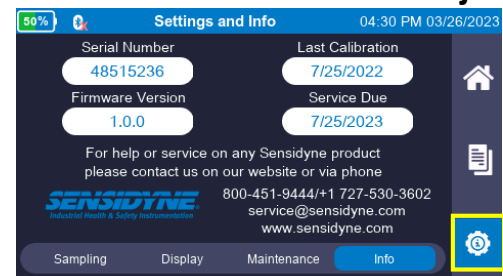 50%
Settings and Info
04:30 PM 03/26/2023
Serial Number
Last Calibration
48515236
7/25/2022
Firmware Version
Service Due
1.0.0
7/25/2023
For help or service on any Sensidyne product
please contact us on our website or via phone
SENSIDYNE.
Industrial Health & Safety Instrumentation
800-451-9444/+1 727-530-3602
service@sensidyne.com
www.sensidyne.com
Sampling
Display
Maintenance
Info